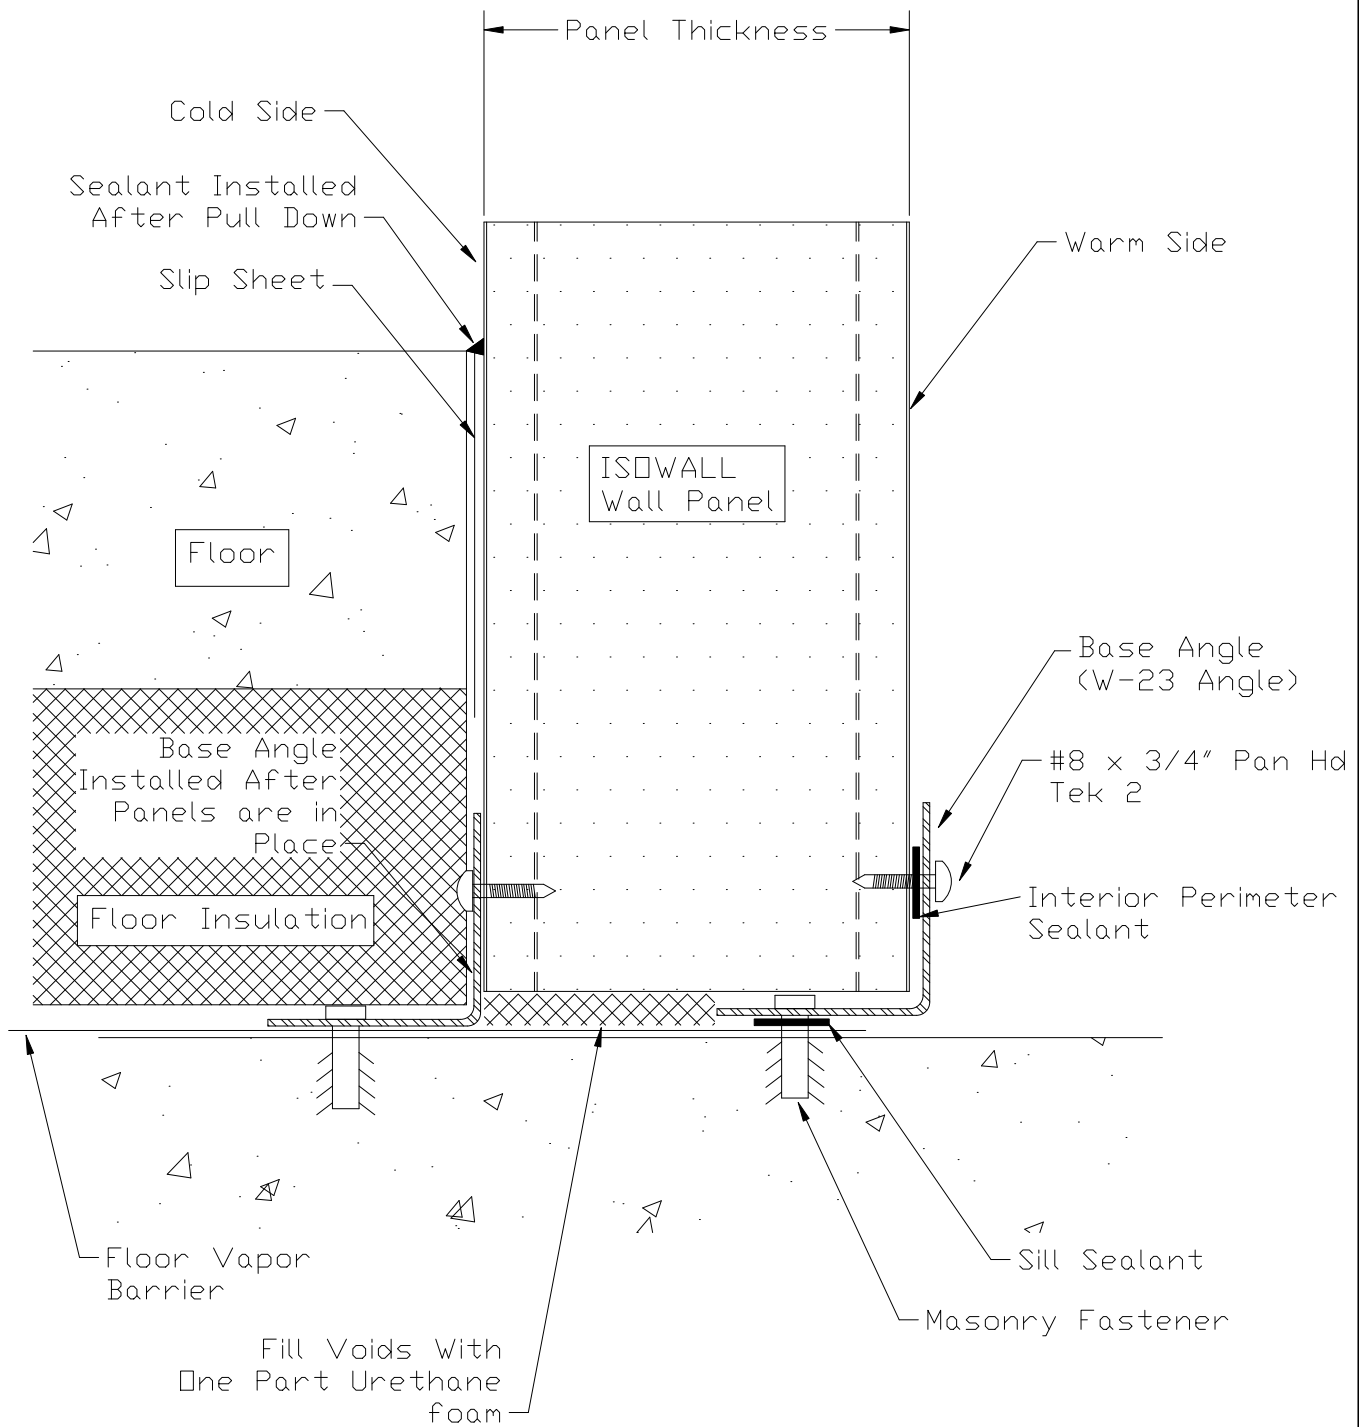 Panel Thickness
Cold Side
Sealant Installed
After Pull Down
Slip Sheet
Warm Side
ISOWALL
Wall Panel
Floor
Base Angle
(W-23 Angle)
Base Angle
Installed After
Panels are in
Place
#8 x 3/4" Pan Hd
Tek 2
Floor Insulation
Interior Perimeter
Sealant
Floor Vapor
Barrier
Sill Sealant
Masonry Fastener
Fill Voids With
One Part Urethane
foam